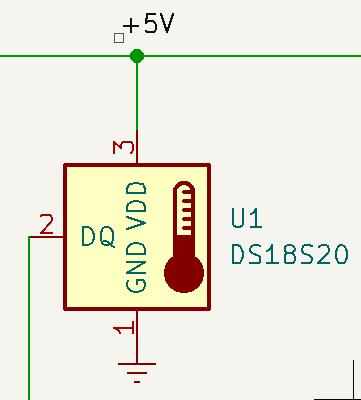 +5V
3
2
DQ
GND VDD
U1
DS18S20
1